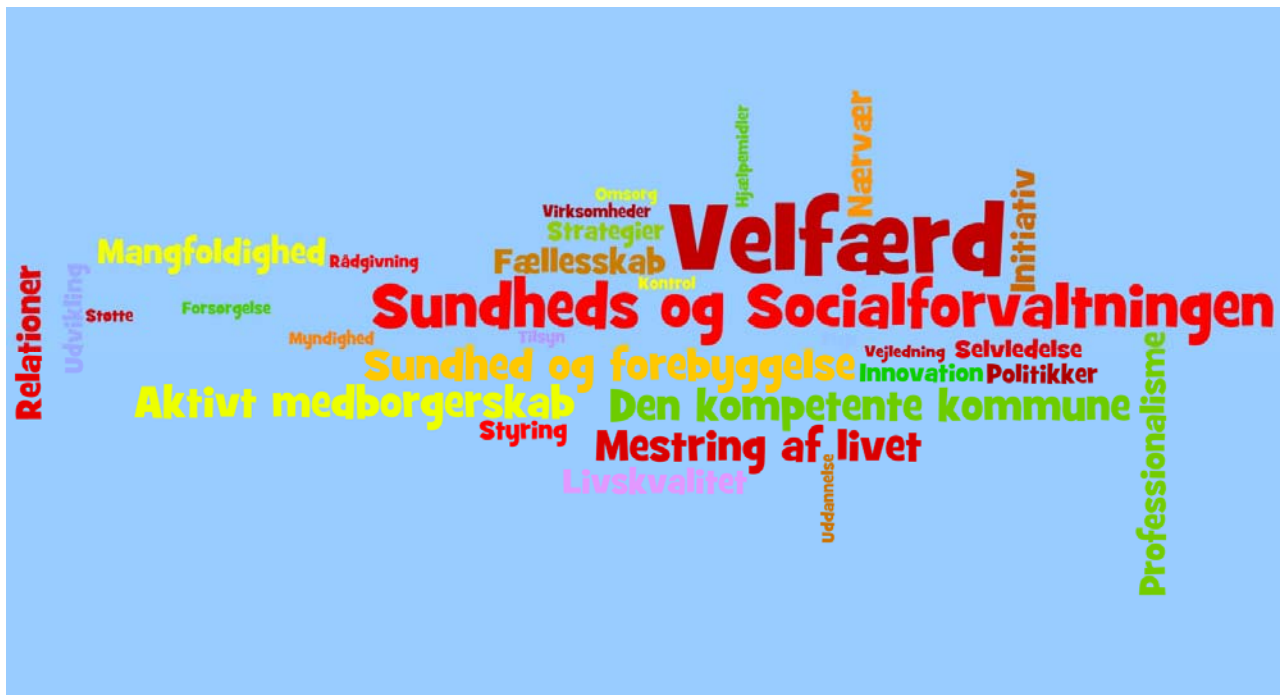 Hjælpemidler
Nærvær
Omsorg
Virksomheder
Strategier
Velfærd
Initiativ
Mangfoldighed
Rådgivning
Fællesskab
Kontrol
Relationer
Udvikling
Støtte
Forsørgelse
Sundheds og Socialforvaltningen
Myndighed
Tilsyn
Sundhed og forebyggelse
Vejledning
Selvledelse
Innovation
Politikker
Professionalisme
Aktivt medborgerskab
Den kompetente kommune
Styring
Mestring af livet
Livskvalitet
Uddannelse